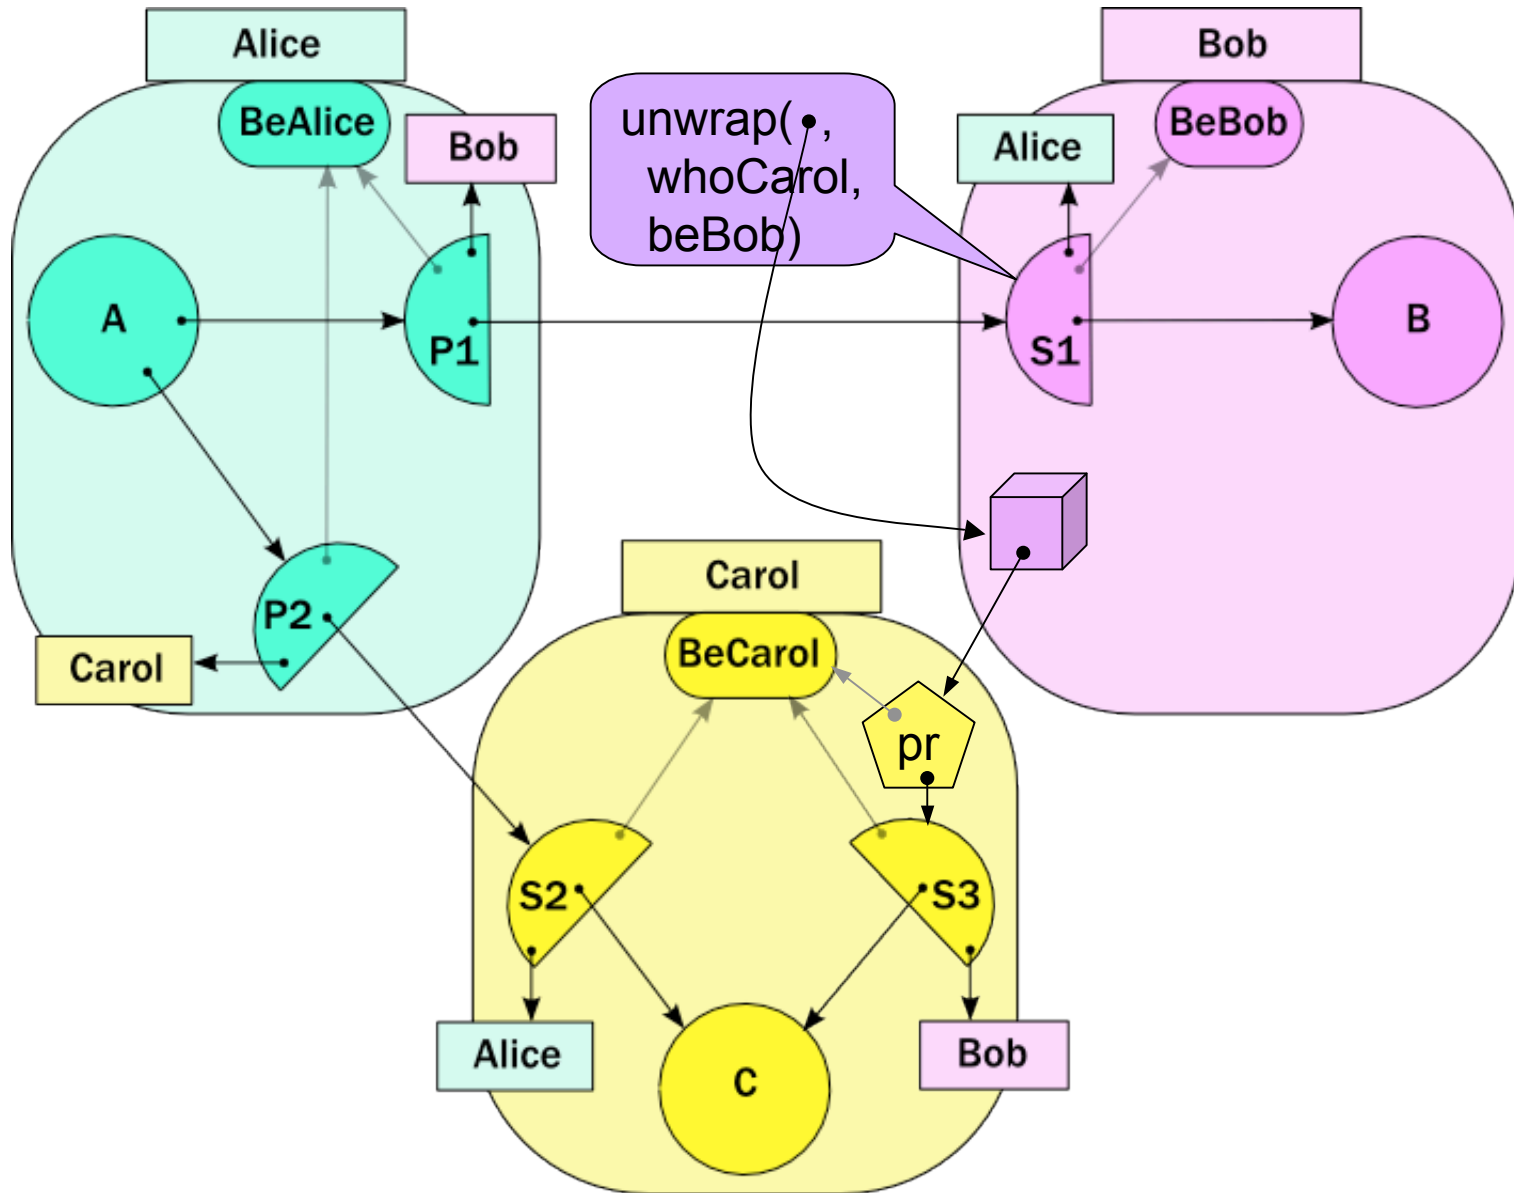 Alice
BeAlice
Bob
A
P1
P2
Carol
unwrap( ,
whoCarol,
beBob)
Bob
BeBob
Alice
S1
B
Carol
BeCarol
pr
S2
S3
Alice
C
Bob